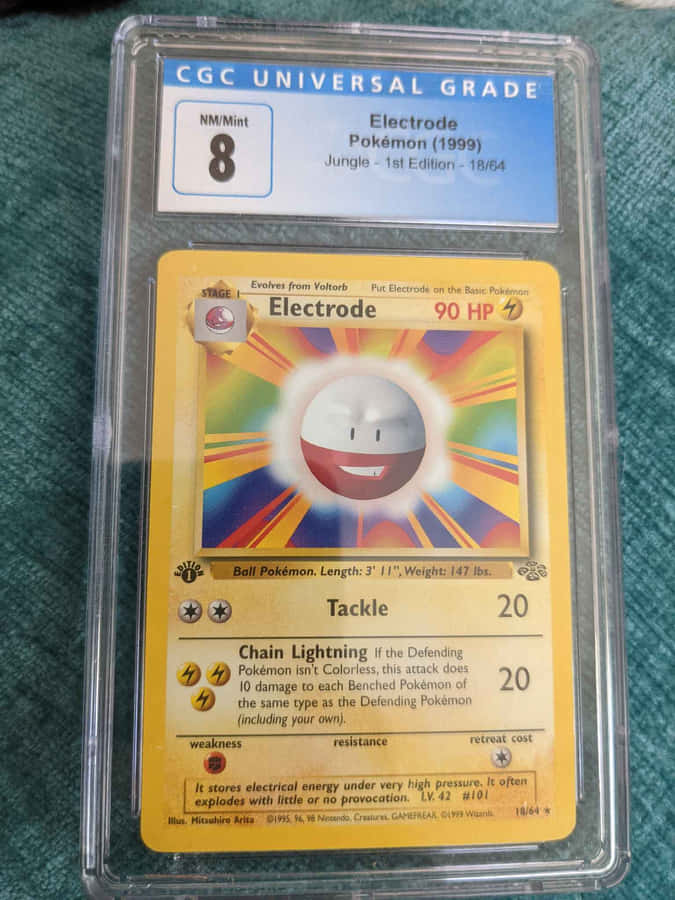 CGC UNIVERSAL GRADE
NM/Mint
8
Electrode
Pokémon (1999)
Jungle - 1st Edition - 18/64
STAGE 1
Evolves from Voltorb
Put Electrode on the Basic Pokémon
Electrode
90 HP
EDITION
1
Ball Pokémon. Length: 3' 11", Weight: 147 lbs.
Tackle 20
Chain Lightning If the Defending
Pokémon isn't Colorless, this attack does
10 damage to each Benched Pokémon of
the same type as the Defending Pokémon
(including your own).
20
weakness resistance retreat cost
It stores electrical energy under very high pressure. It often
explodes with little or no provocation. LV. 42 #101
Illus. Mitsuhiro Arita ©1995, 96, 98 Nintendo, Creatures, GAMEFREAK. ©1999 Wizards. 18/64 ★